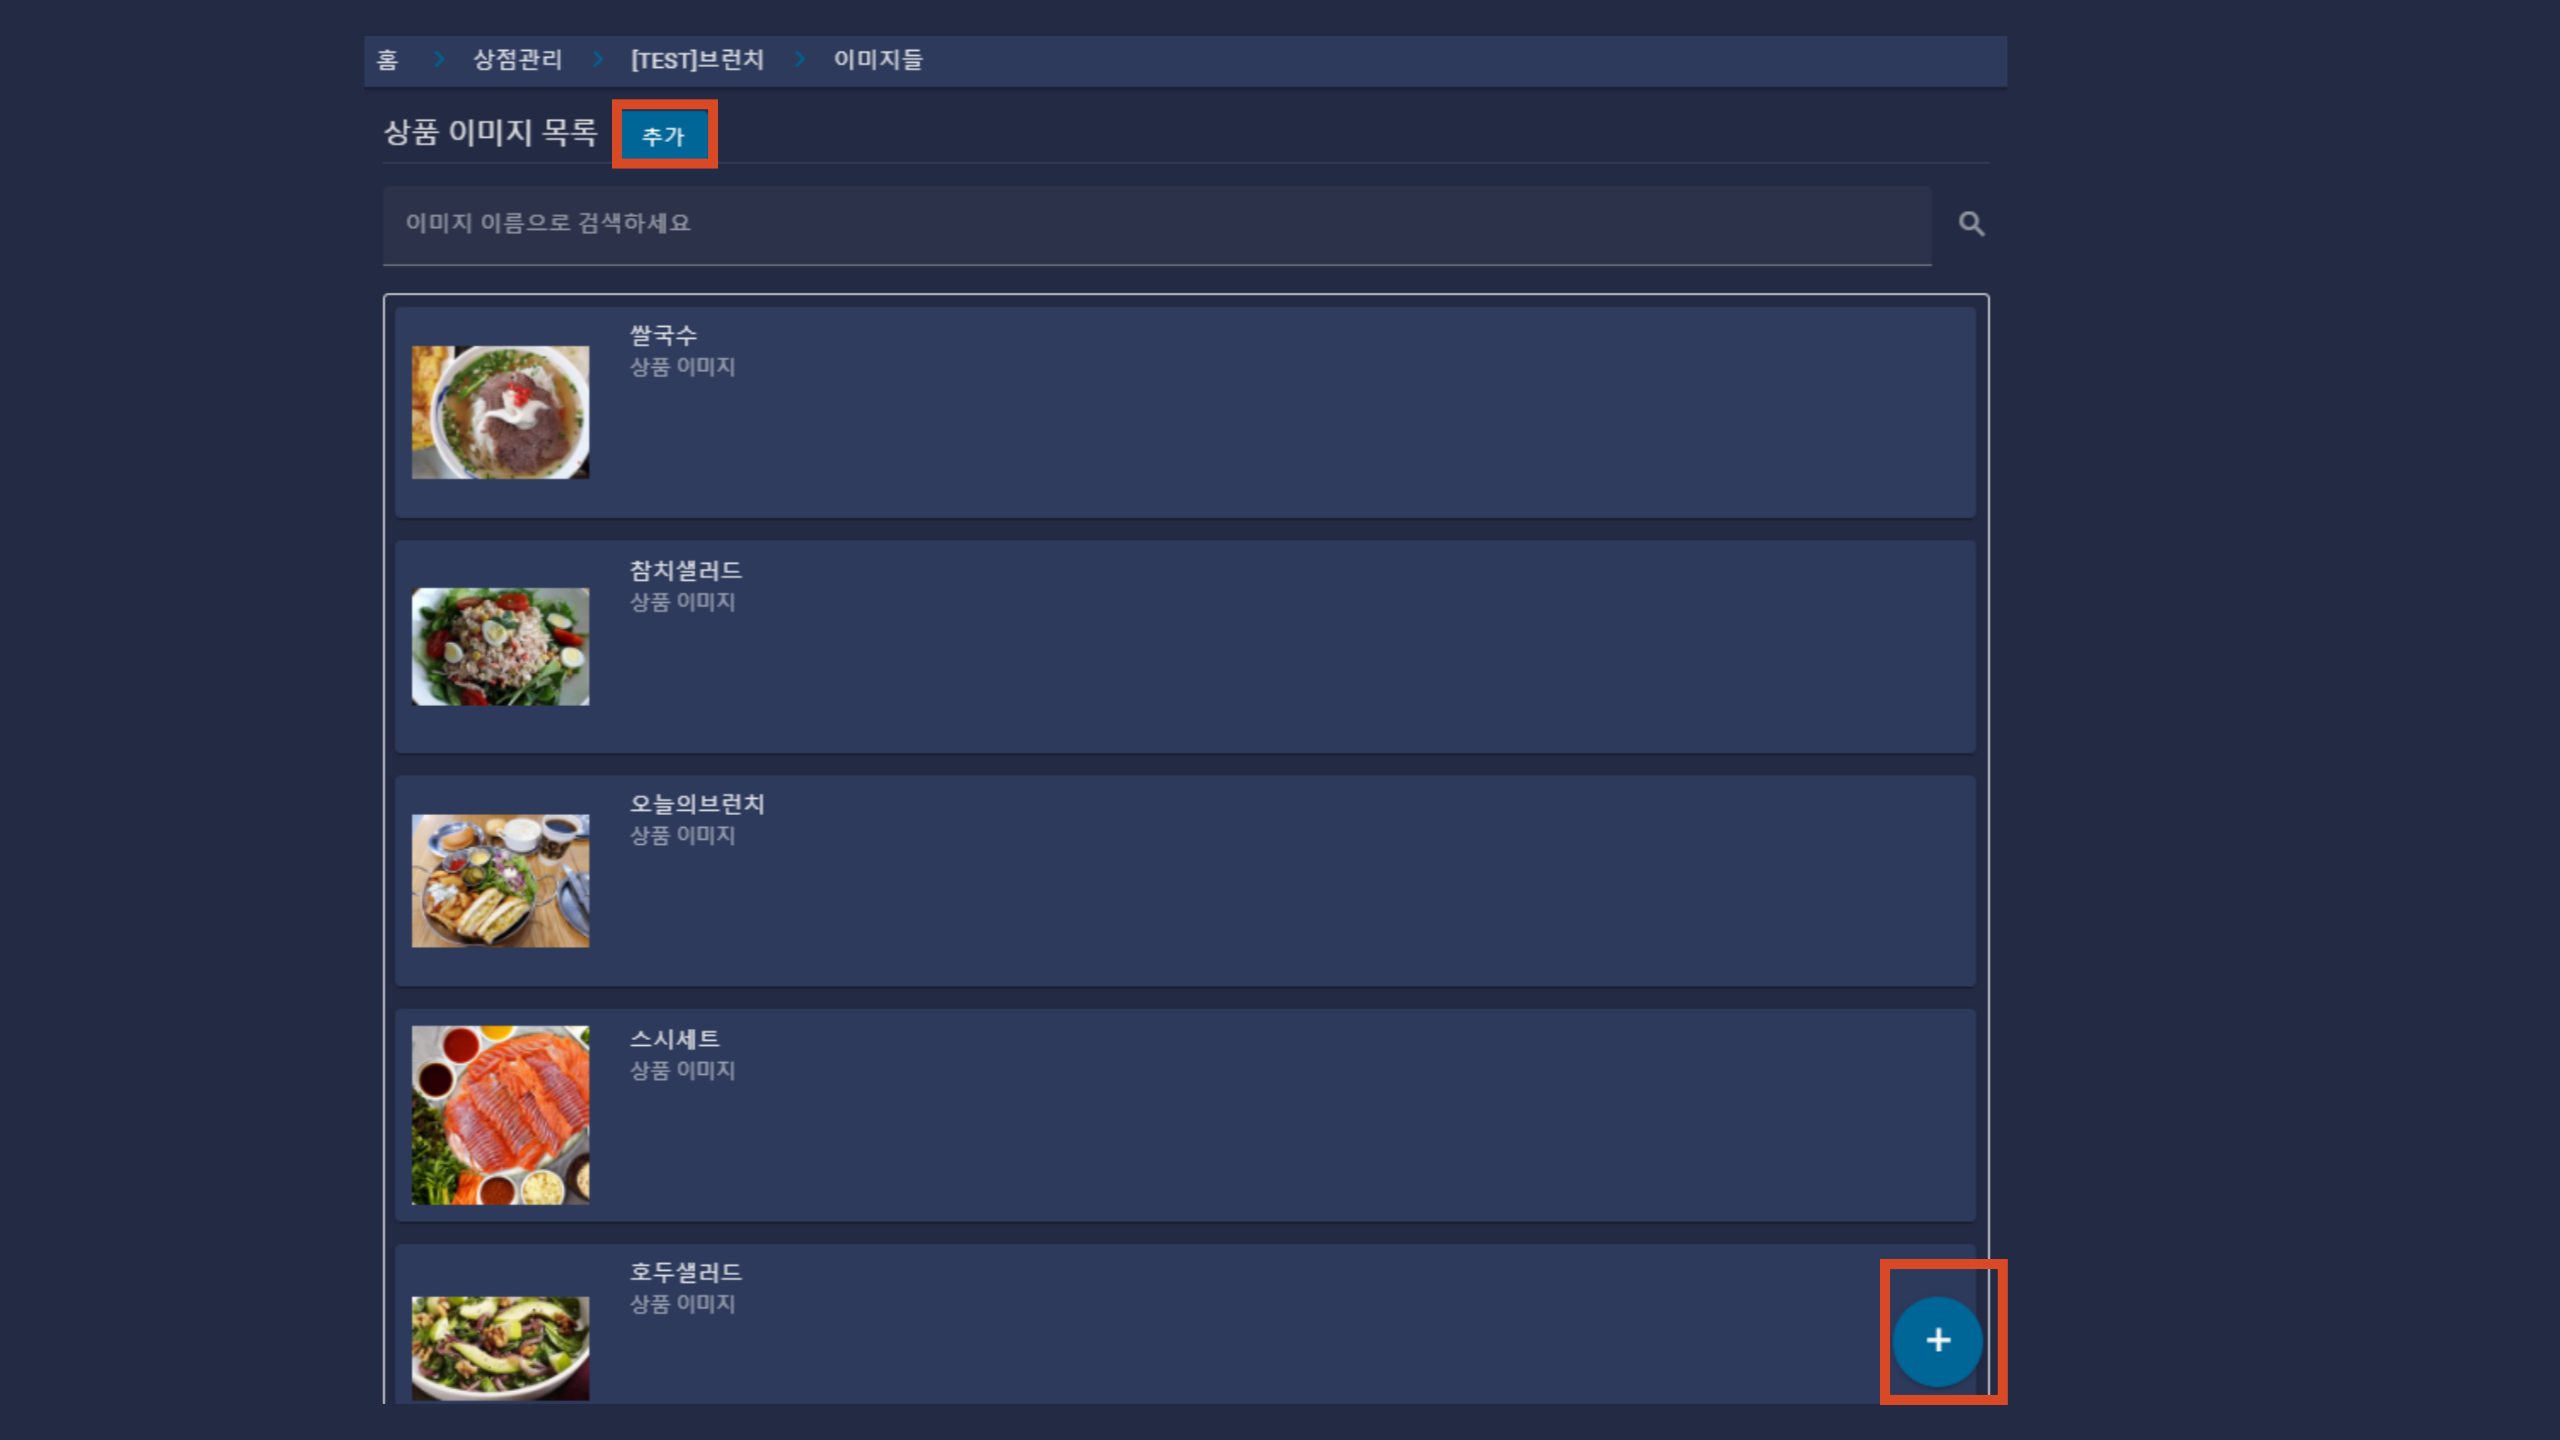 홈 > 상점관리 > [TEST]브런치 > 이미지들
상품 이미지 목록 추가
이미지 이름으로 검색하세요
쌀국수
상품 이미지
참치샐러드
상품 이미지
오늘의브런치
상품 이미지
스시세트
상품 이미지
호두샐러드
상품 이미지
+